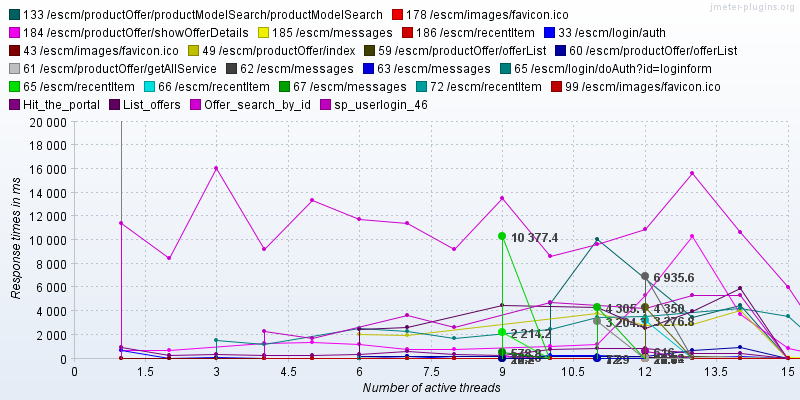 jmeter-plugins.org
133 /escm/productOffer/productModelSearch/productModelSearch 178 /escm/images/favicon.ico
184 /escm/productOffer/showOfferDetails 185 /escm/messages 186 /escm/recentItem 33 /escm/login/auth
43 /escm/images/favicon.ico 49 /escm/productOffer/index 59 /escm/productOffer/offerList 60 /escm/productOffer/offerList
61 /escm/productOffer/getAllService 62 /escm/messages 63 /escm/messages 65 /escm/login/doAuth?id=loginform
65 /escm/recentItem 66 /escm/recentItem 67 /escm/messages 72 /escm/recentItem 99 /escm/images/favicon.ico
Hit_the_portal List_offers Offer_search_by_id sp_userlogin_46
20 000
18 000
16 000
14 000
12 000
10 000
8 000
6 000
4 000
2 000
0
Response times in ms
10 377.4
6 935.6
4 350
3 276.8
2 214.2
0 1.5 3 4.5 6 7.5 9 10.5 12 13.5 15
Number of active threads